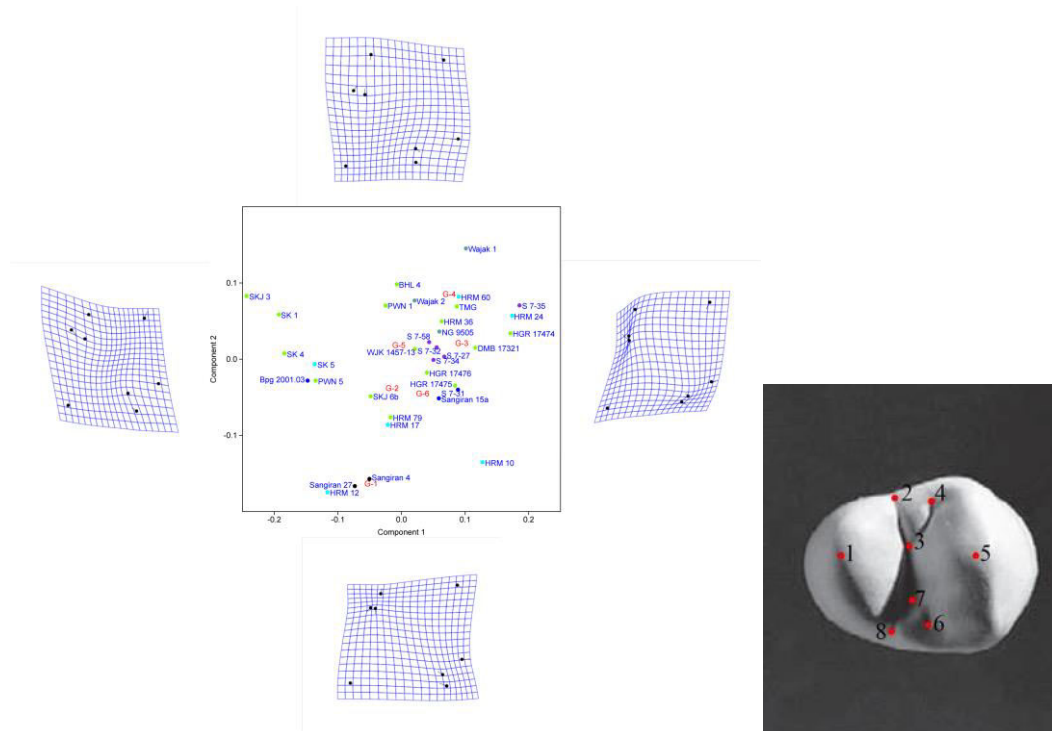 Component 2
0.1
0.0
-0.1
Wajak 1
BHL 4
G-4
HRM 60
SKJ 3
PWN 1
Wajak 2
TMG
S 7-35
SK 1
HRM 24
HRM 36
NG 9505
HGR 17474
S 7-58
G-5
G-3
WJK 1457-13
S 7-32
DMB 17321
SK 4
S 7-27
S 7-34
SK 5
HGR 17476
Bpg 2001.03
PWN 5
G-2
HGR 17475
SKJ 6b
G-6
S 7-31
Sangiran 15a
HRM 79
HRM 17
HRM 10
Sangiran 4
Sangiran 27
G-1
HRM 12
-0.2
-0.1
0.0
0.1
0.2
Component 1
2
4
3
1
5
7
8
6